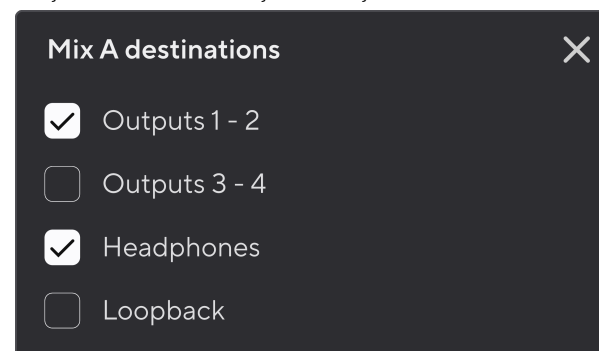 Mix A destinations
Outputs 1 - 2
Outputs 3 - 4
Headphones
Loopback